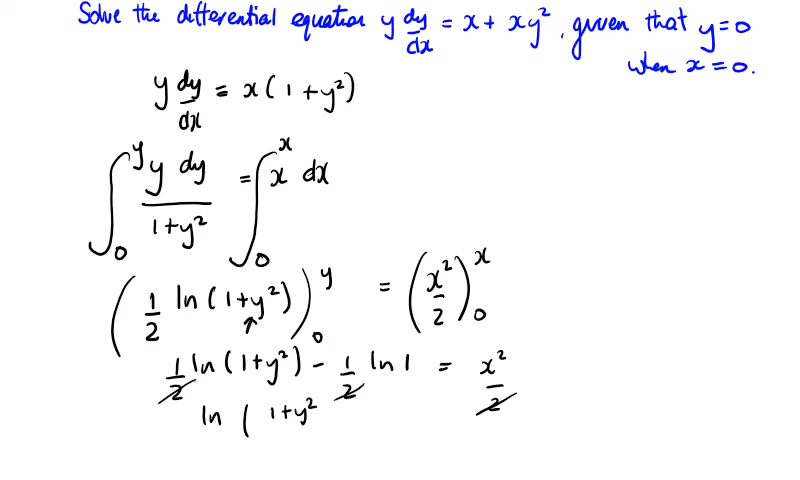 Solve the differential equation y dy/dx = x + xy², given that y=0
when x = 0.
y dy/dx = x(1+y²)
∫₀^y y dy/(1+y²) = ∫₀^x x dx
(1/2 ln(1+y²))₀^y = (x²/2)₀^x
1/2 ln(1+y²) - 1/2 ln 1 = x²/2
ln ( 1+y²